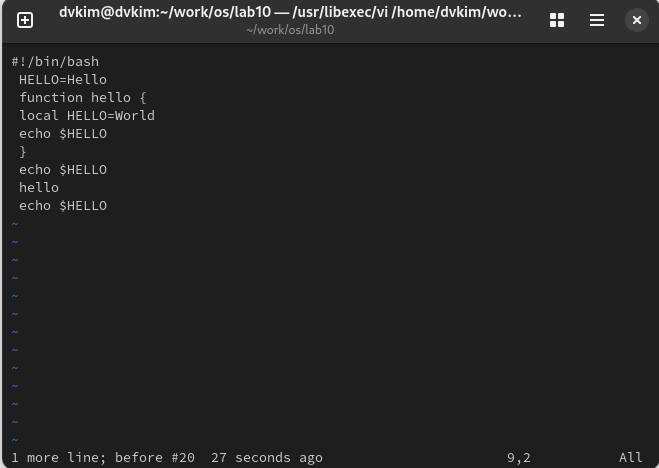 dvkim@dvkim:~/work/os/lab10 — /usr/libexec/vi /home/dvkim/wo…
~/work/os/lab10
#!/bin/bash
 HELLO=Hello
 function hello {
 local HELLO=World
 echo $HELLO
 }
 echo $HELLO
 hello
 echo $HELLO
~
~
~
~
~
~
~
~
~
~
~
~
~
1 more line; before #20  27 seconds ago 9,2 All